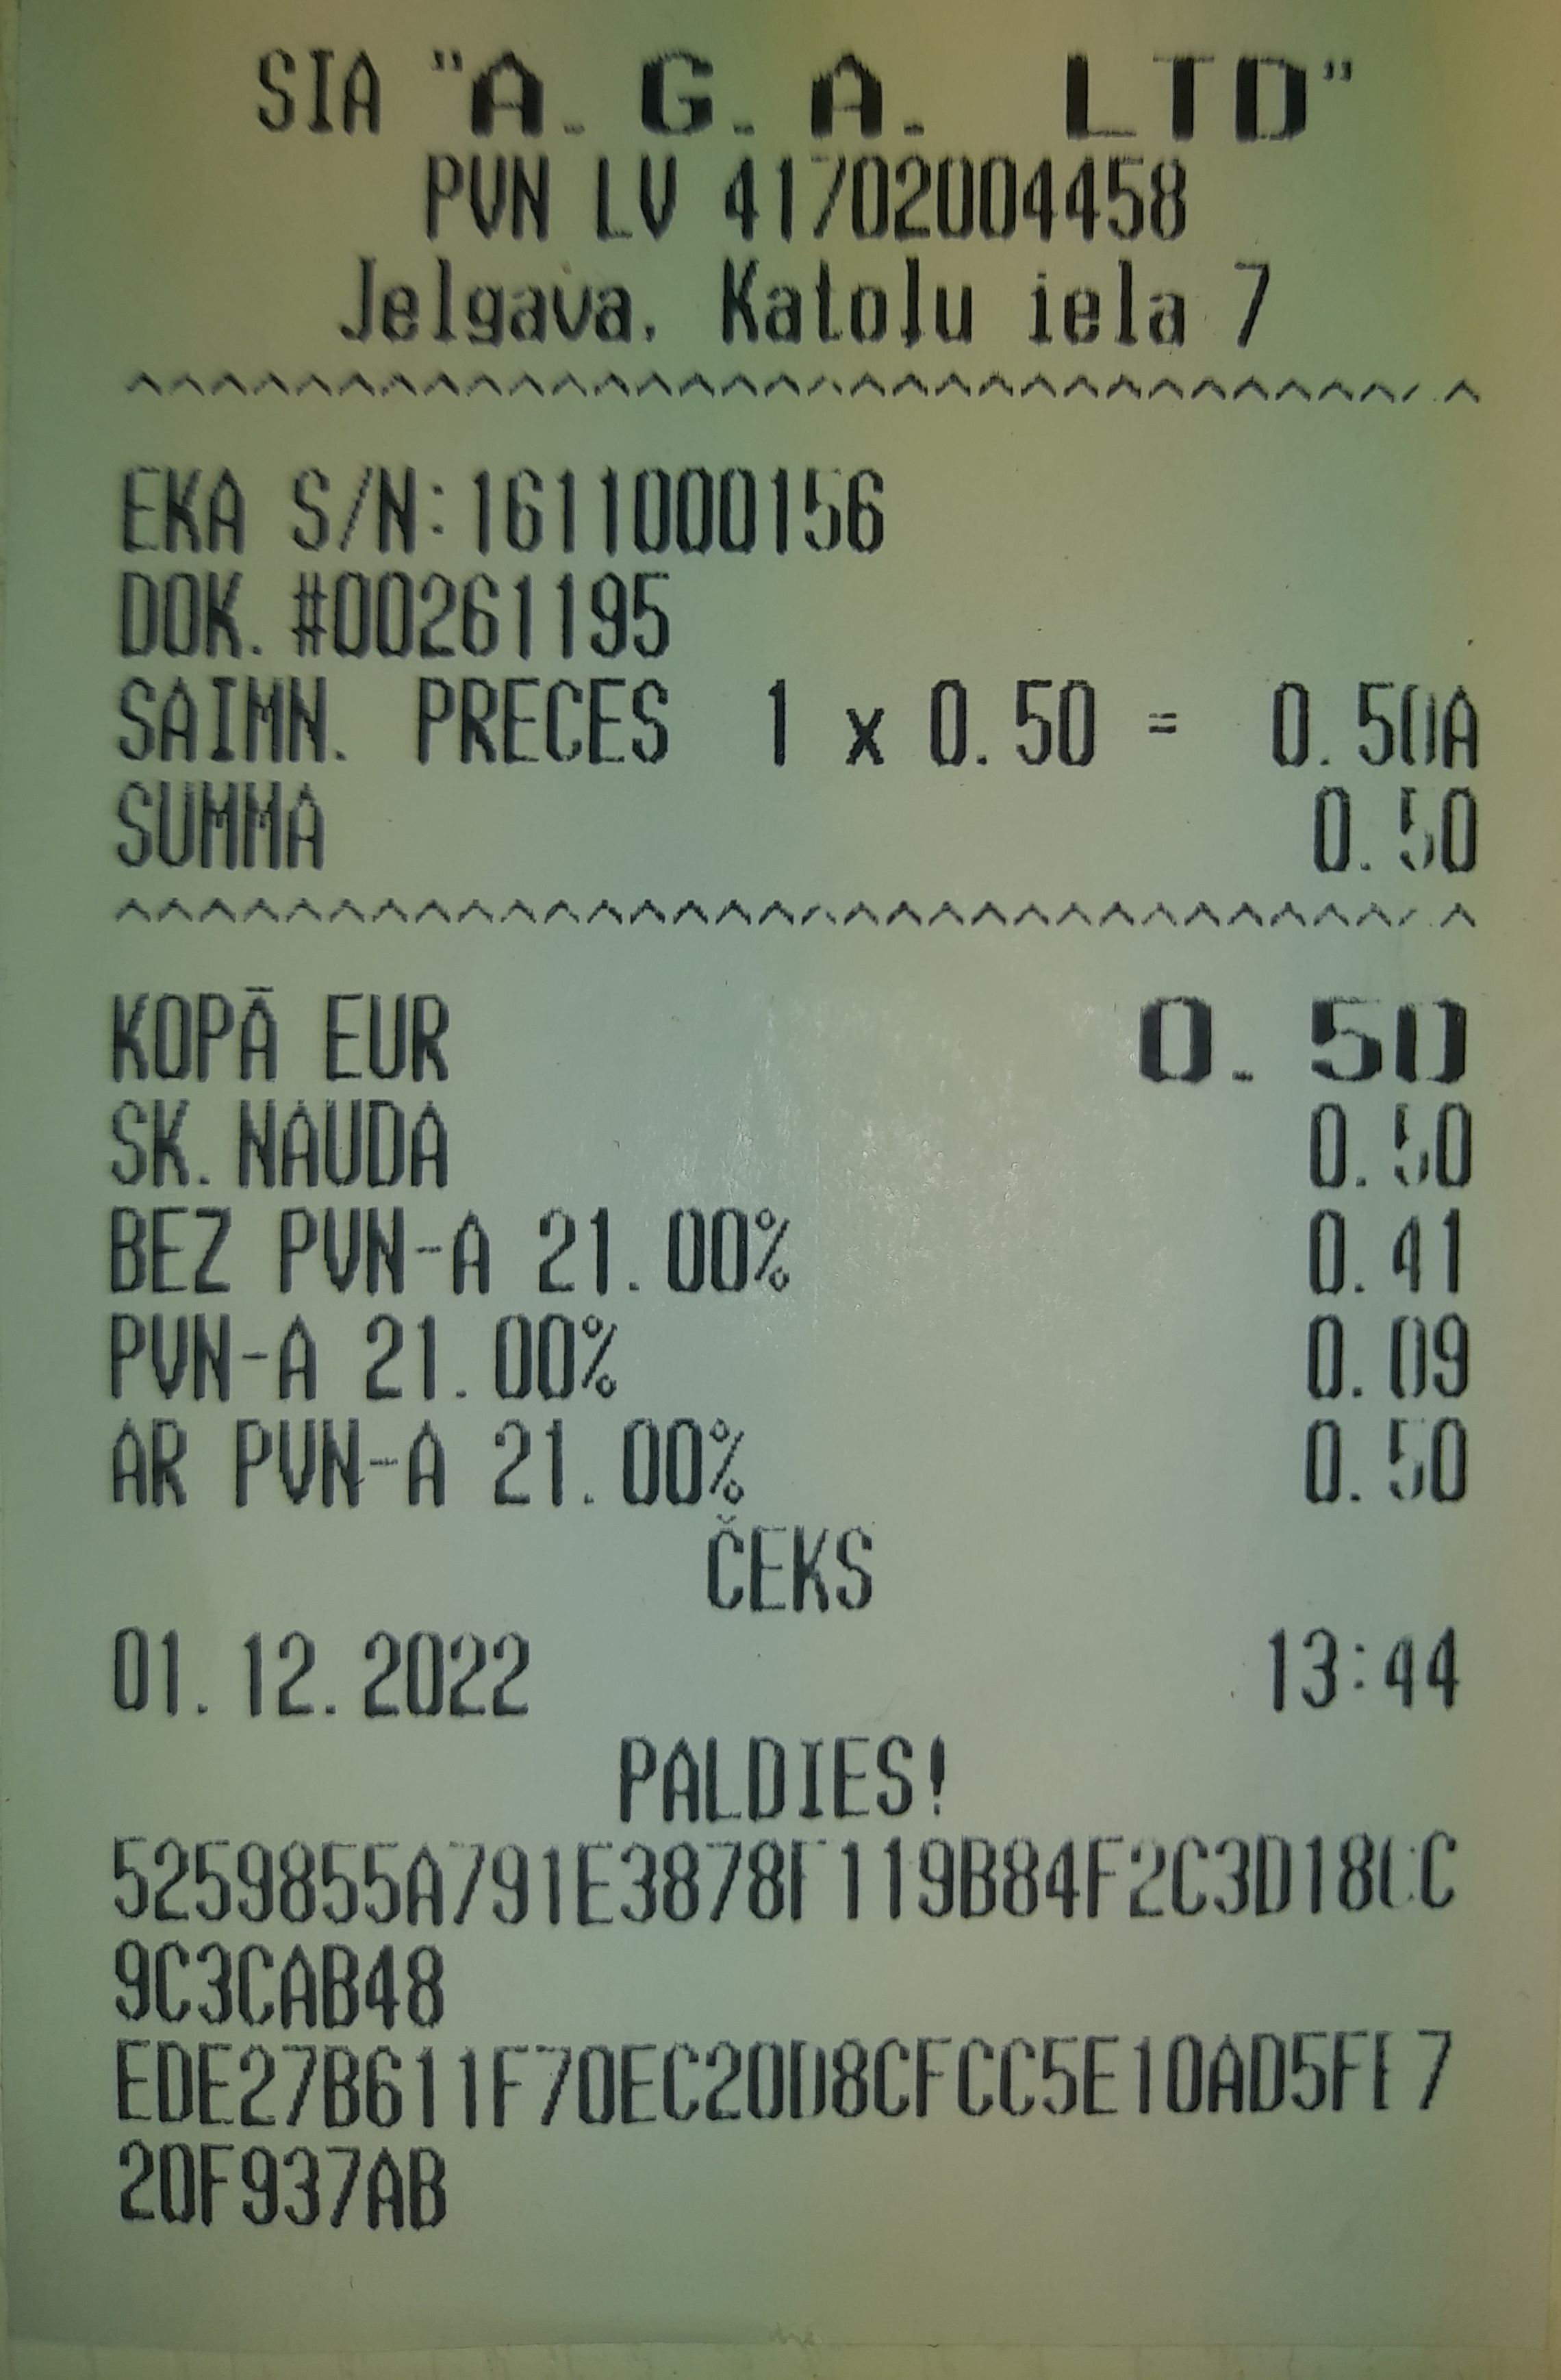 SIA "A.G.A. LTD"
PVN LV 41702004458
Jelgava, Katoļu iela 7
^^^^^^^^^^^^^^^^^^^^^^^^^^^^^^^^
EKA S/N:1611000156
DOK. #00261195
SAIMN. PRECES 1 x 0.50 = 0.50A
SUMMA 0.50
^^^^^^^^^^^^^^^^^^^^^^^^^^^^^^^^
KOPĀ EUR 0.50
SK.NAUDA 0.50
BEZ PVN-A 21.00% 0.41
PVN-A 21.00% 0.09
AR PVN-A 21.00% 0.50
ČEKS
01.12.2022 13:44
PALDIES!
9C3CAB48
20F937AB